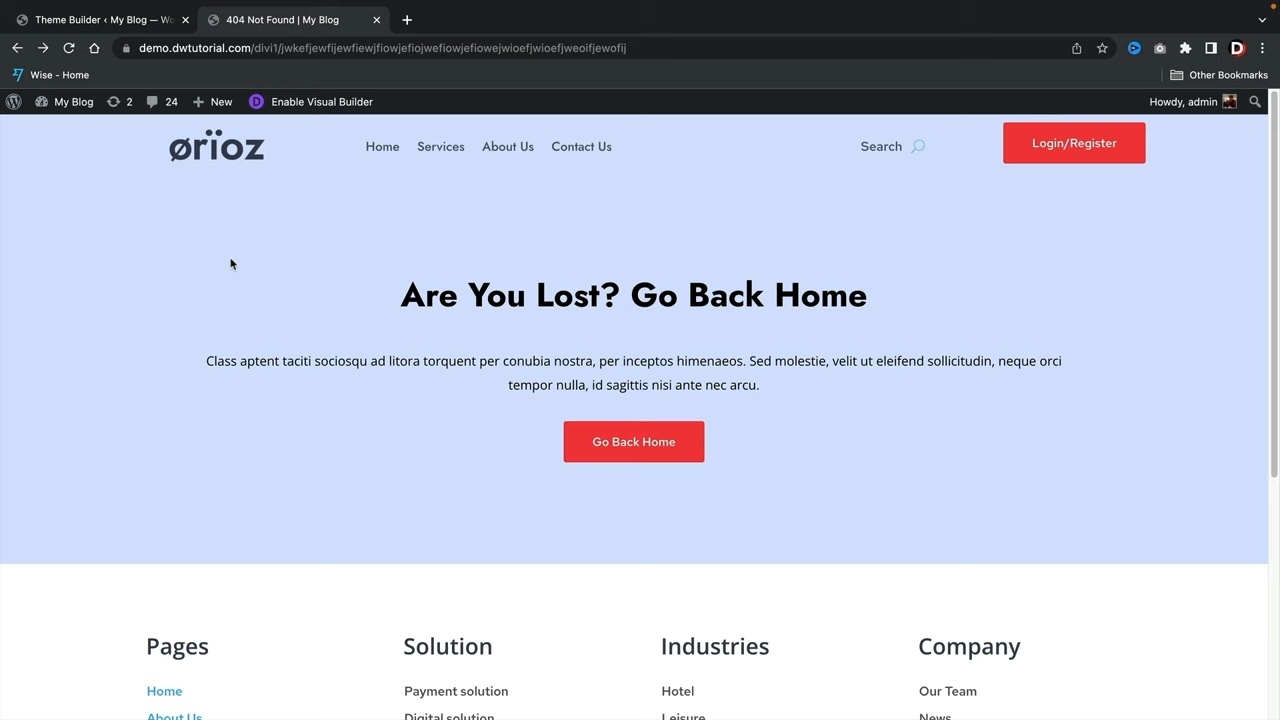 Theme Builder ‹ My Blog — Wo
404 Not Found | My Blog
demo.dwtutorial.com/divi1/jwkefjewfijewfiewjfiowjefiojwefiowjefiowejwioefjwioefjweoifjewofij
Wise - Home
Other Bookmarks
My Blog 2 24 New D Enable Visual Builder
Howdy, admin
ørïoz
Home Services About Us Contact Us
Search
Login/Register
Are You Lost? Go Back Home
Class aptent taciti sociosqu ad litora torquent per conubia nostra, per inceptos himenaeos. Sed molestie, velit ut eleifend sollicitudin, neque orci
tempor nulla, id sagittis nisi ante nec arcu.
Go Back Home
Pages Solution Industries Company
Home Payment solution Hotel Our Team
About Us Digital solution Leisure News